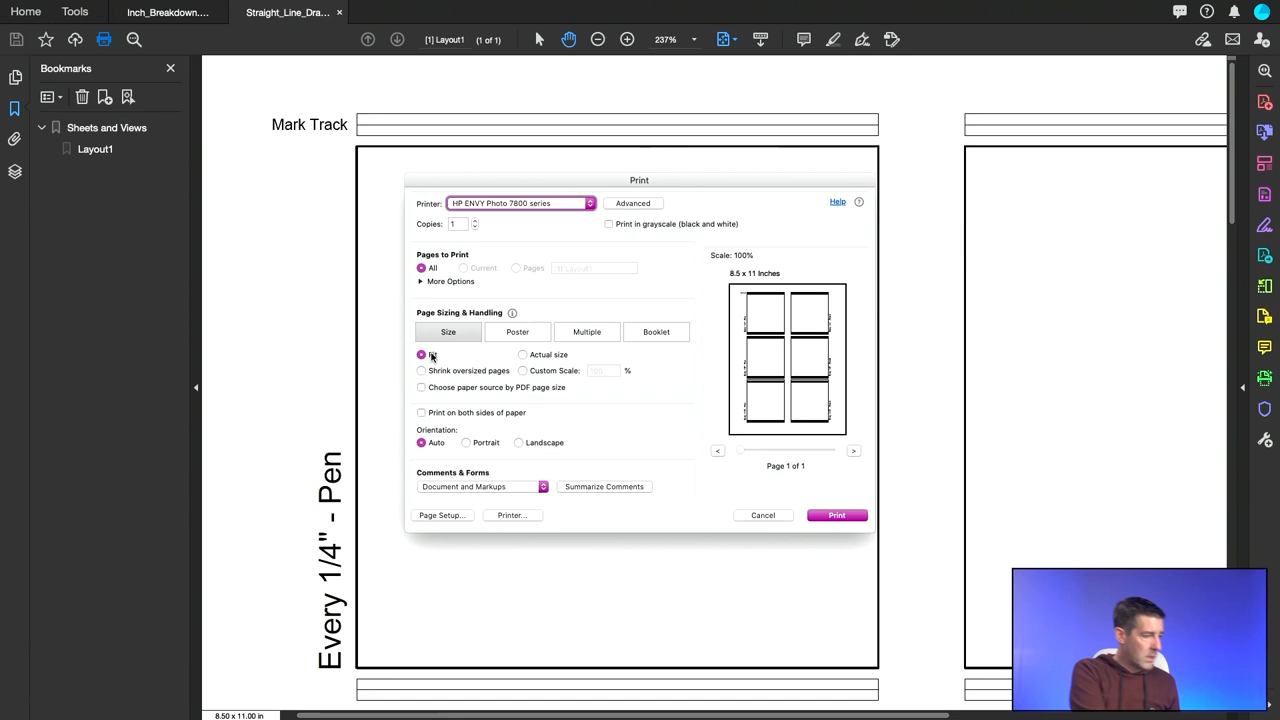 Home
Tools
Inch_Breakdown....
Straight_Line_Dra...
[1] Layout1
(1 of 1)
237%
Bookmarks
Sheets and Views
Layout1
Mark Track
Every 1/4" - Pen
Print
Printer:
HP ENVY Photo 7800 series
Advanced
Help
Copies:
1
Print in grayscale (black and white)
Pages to Print
All
Current
Pages
More Options
Scale: 100%
8.5 x 11 Inches
Page Sizing & Handling
Size
Poster
Multiple
Booklet
Actual size
Shrink oversized pages
Custom Scale:
100
%
Choose paper source by PDF page size
Print on both sides of paper
Orientation:
Auto
Portrait
Landscape
<
>
Page 1 of 1
Comments & Forms
Document and Markups
Summarize Comments
Page Setup...
Printer...
Cancel
Print
8.50 x 11.00 in